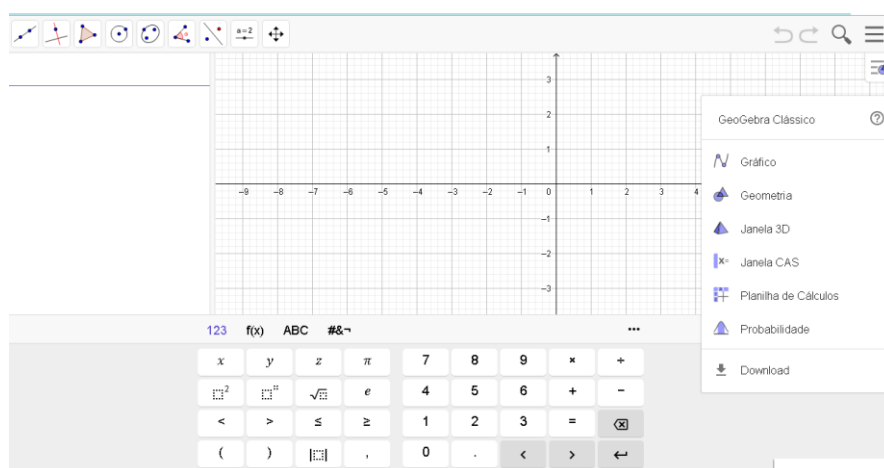 a=2
3
2
1
−9 −8 −7 −6 −5 −4 −3 −2 −1 0 1 2 3 4
−1
−2
−3
GeoGebra Clássico
Gráfico
Geometria
Janela 3D
Janela CAS
Planilha de Cálculos
Probabilidade
Download
123 f(x) ABC #&¬ ...
x y z π 7 8 9 × ÷
□² □ⁿ √□ e 4 5 6 + −
< > ≤ ≥ 1 2 3 =
( ) |□| , 0 . < >